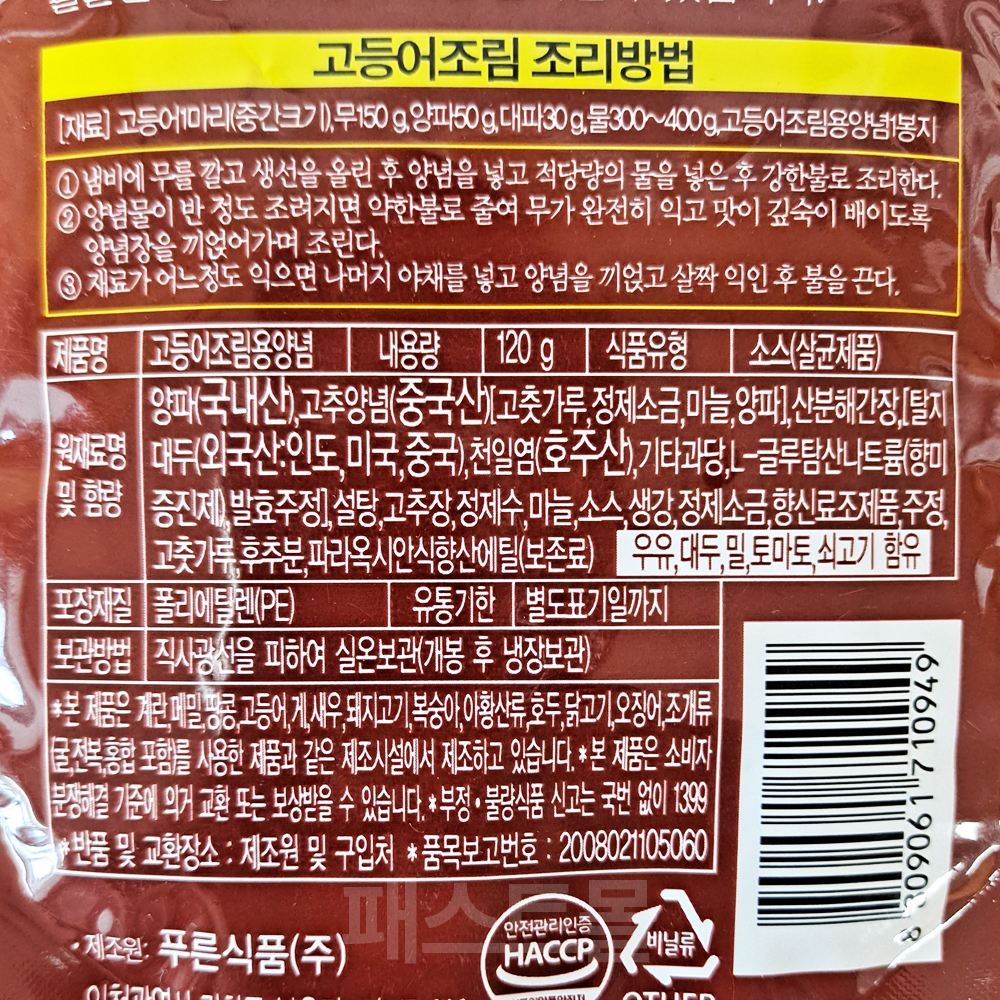 고등어조림 조리방법
[재료] 고등어1마리(중간크기),무150 g,양파50 g,대파30 g,물300~400 g,고등어조림용양념1봉지
① 냄비에 무를 깔고 생선을 올린 후 양념을 넣고 적당량의 물을 넣은 후 강한불로 조리한다.
② 양념물이 반 정도 조려지면 약한불로 줄여 무가 완전히 익고 맛이 깊숙이 배이도록
양념장을 끼얹어가며 조린다.
③ 재료가 어느정도 익으면 나머지 야채를 넣고 양념을 끼얹고 살짝 익인 후 불을 끈다.
제품명 고등어조림용양념 내용량 120 g 식품유형 소스(살균제품)
양파(국내산),고추양념(중국산)[고춧가루,정제소금,마늘,양파],산분해간장,[탈지
원재료명 대두(외국산:인도,미국,중국),천일염(호주산),기타과당,L-글루탐산나트륨(향미
및 함량 증진제),발효주정],설탕,고추장,정제수,마늘,소스,생강,정제소금,향신료조제품,주정,
고춧가루,후추분,파라옥시안식향산에틸(보존료) 우유,대두,밀,토마토,쇠고기 함유
포장재질 폴리에틸렌(PE) 유통기한 별도표기일까지
보관방법 직사광선을 피하여 실온보관(개봉 후 냉장보관)
*본 제품은 계란,메밀,땅콩,고등어,게,새우,돼지고기,복숭아,아황산류,호두,닭고기,오징어,조개류
(굴,전복,홍합 포함)를 사용한 제품과 같은 제조시설에서 제조하고 있습니다. *본 제품은 소비자
분쟁해결 기준에 의거 교환 또는 보상받을 수 있습니다. *부정•불량식품 신고는 국번 없이 1399
*반품 및 교환장소 : 제조원 및 구입처 *품목보고번호 : 2008021105060
8 809061 710949
패스트몰
•제조원: 푸른식품(주)
안전관리인증
HACCP
비닐류
OTHER